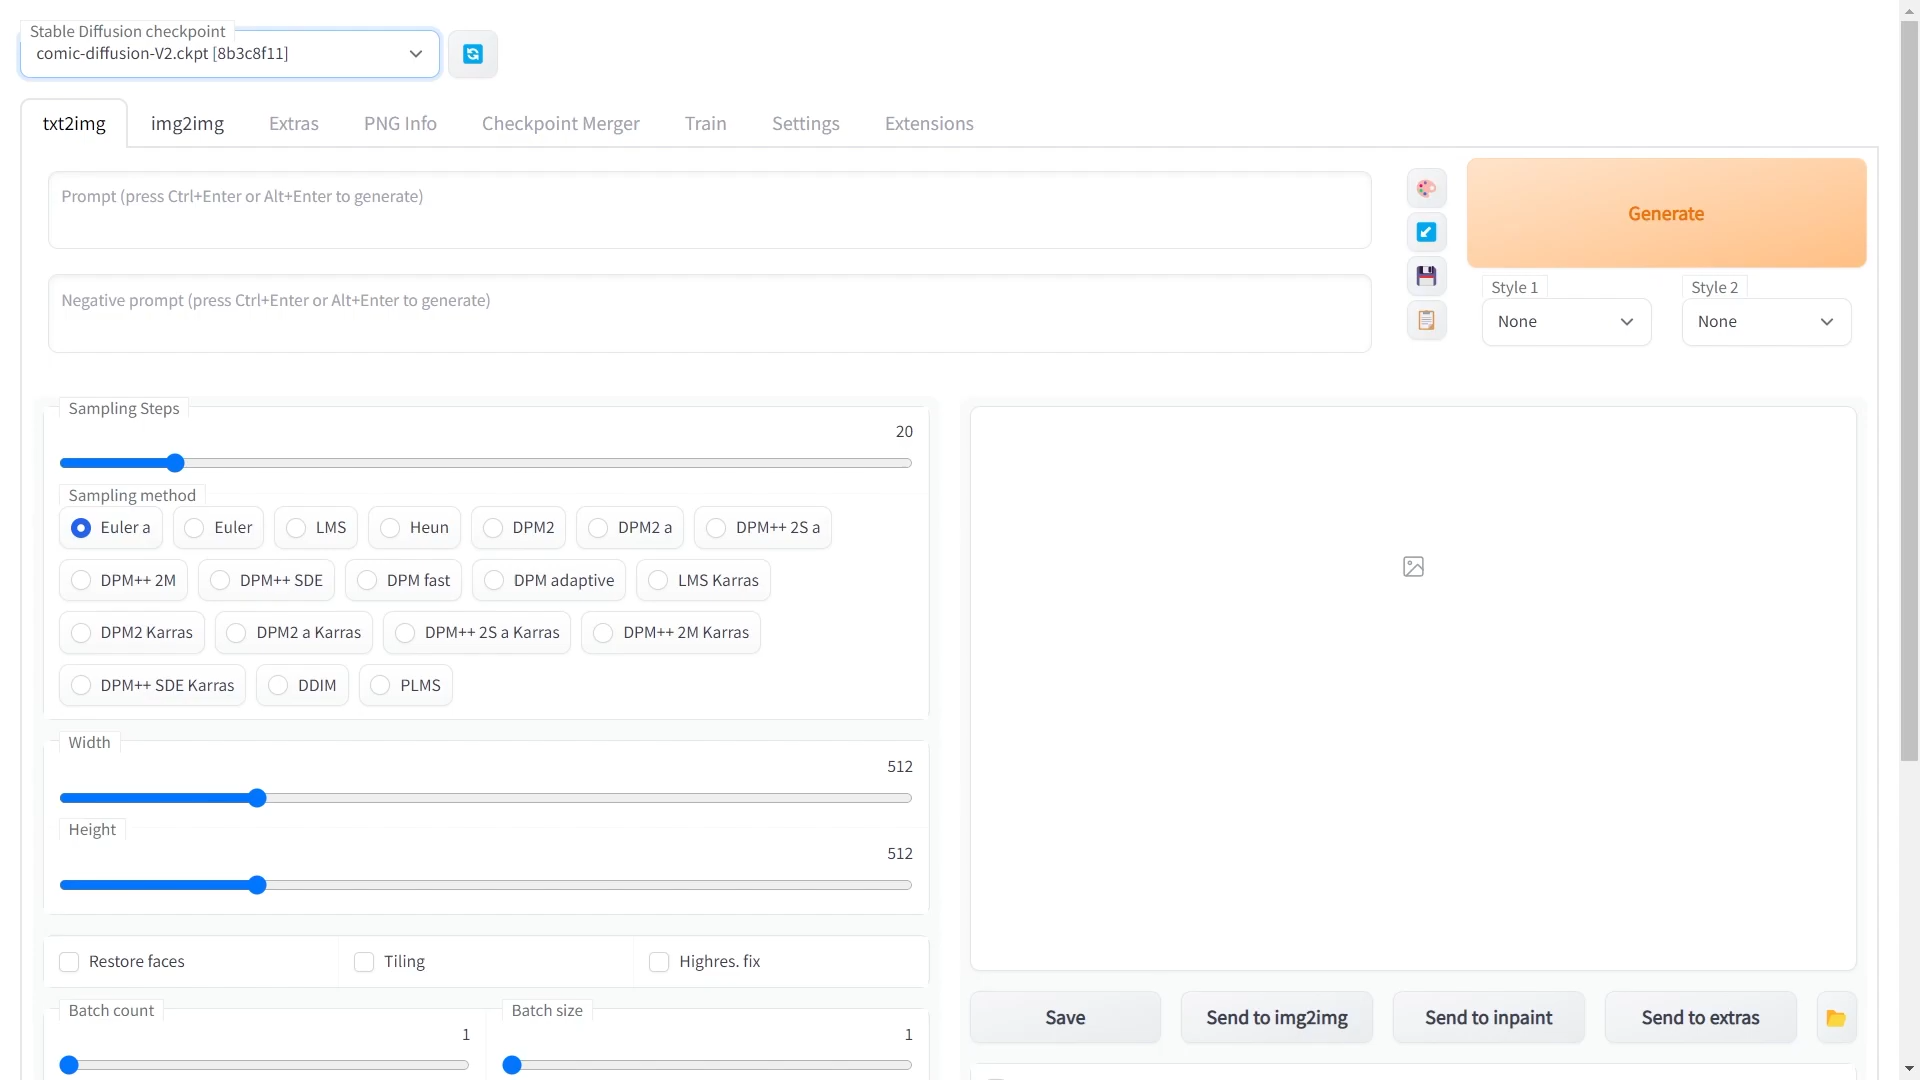 Stable Diffusion checkpoint
comic-diffusion-V2.ckpt [8b3c8f11]
txt2img img2img Extras PNG Info Checkpoint Merger Train Settings Extensions
Prompt (press Ctrl+Enter or Alt+Enter to generate)
Generate
Negative prompt (press Ctrl+Enter or Alt+Enter to generate)
Style 1 Style 2
None None
Sampling Steps
20
Sampling method
Euler a Euler LMS Heun DPM2 DPM2 a DPM++ 2S a
DPM++ 2M DPM++ SDE DPM fast DPM adaptive LMS Karras
DPM2 Karras DPM2 a Karras DPM++ 2S a Karras DPM++ 2M Karras
DPM++ SDE Karras DDIM PLMS
Width
512
Height
512
Restore faces Tiling Highres. fix
Batch count Batch size
1 1
Save Send to img2img Send to inpaint Send to extras